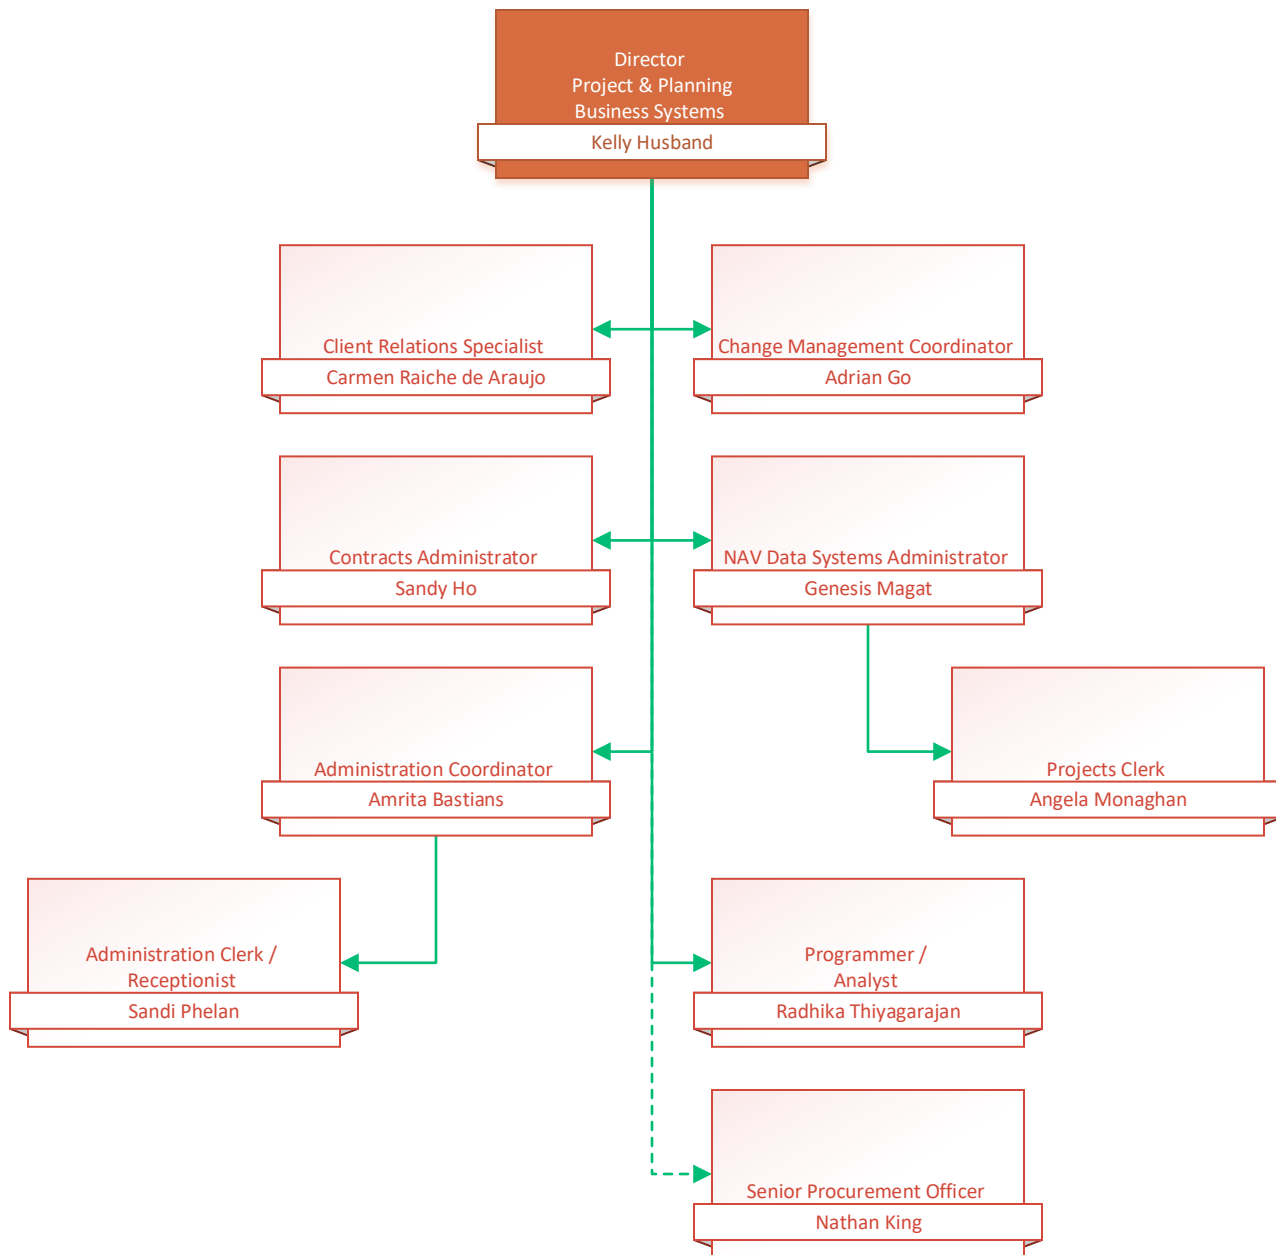 Director
Project & Planning
Business Systems
Kelly Husband
Client Relations Specialist
Carmen Raiche de Araujo
Change Management Coordinator
Adrian Go
Contracts Administrator
Sandy Ho
NAV Data Systems Administrator
Genesis Magat
Administration Coordinator
Amrita Bastians
Projects Clerk
Angela Monaghan
Administration Clerk /
Receptionist
Sandi Phelan
Programmer /
Analyst
Radhika Thiyagarajan
Senior Procurement Officer
Nathan King